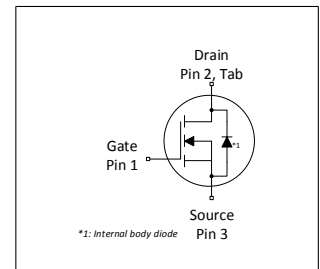 Drain
Pin 2, Tab
*1
Gate
Pin 1
Source
Pin 3
*1: Internal body diode